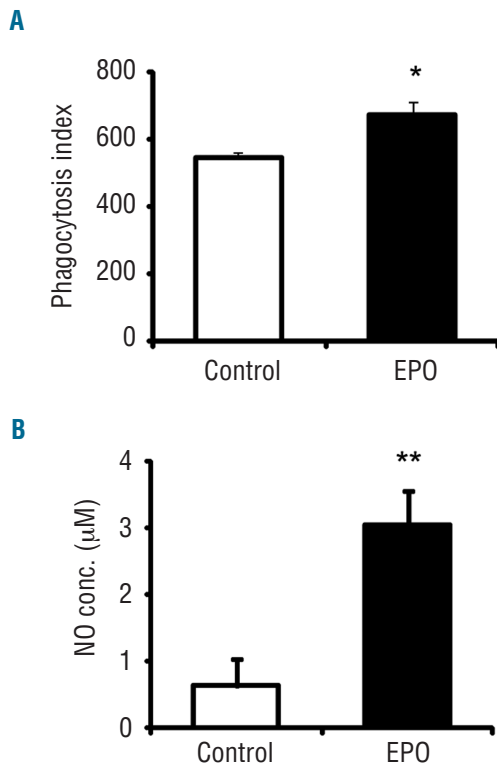 A
800
600
400
200
0
Phagocytosis index
*
Control EPO
B
4
3
2
1
0
NO conc. (μM)
**
Control EPO